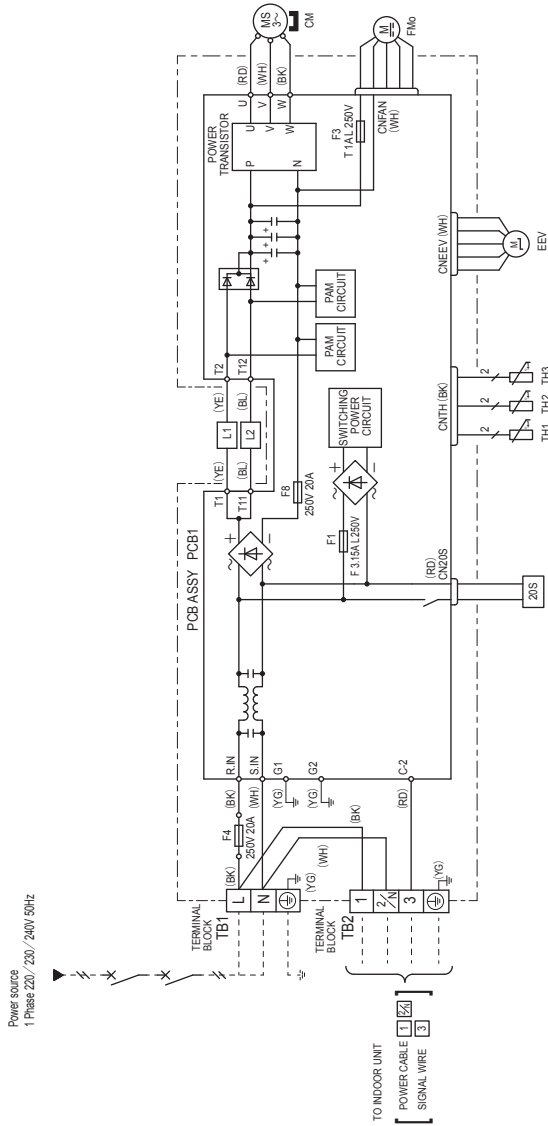 Power source
1 Phase 220/230/240V 50Hz
TERMINAL
BLOCK
TB1
L
N
(BK)
F4
250V 20A
(BK)
(WH)
(YG)
R.IN
S.IN
(YG)
G1
(YG)
G2
(RD)
C-2
TERMINAL
BLOCK
TB2
1
2/N
3
(BK)
(WH)
(YG)
TO INDOOR UNIT
POWER CABLE 1 2/N
SIGNAL WIRE 3
PCB ASSY PCB1
+
~
~
−
T1
T11
(YE)
(BL)
L1
L2
(YE)
(BL)
T2
T12
F8
250V 20A
F1
F 3.15A L 250V
+
~
~
−
SWITCHING
POWER
CIRCUIT
PAM
CIRCUIT
PAM
CIRCUIT
+
+
+
POWER
TRANSISTOR
P
N
U
V
W
U
V
W
(RD)
(WH)
(BK)
MS
3~
CM
F3
T 1A L 250V
CNFAN
(WH)
M
FMo
(RD)
CN20S
20S
CNTH (BK)
2
2
2
TH1
TH2
TH3
CNEEV (WH)
M
EEV